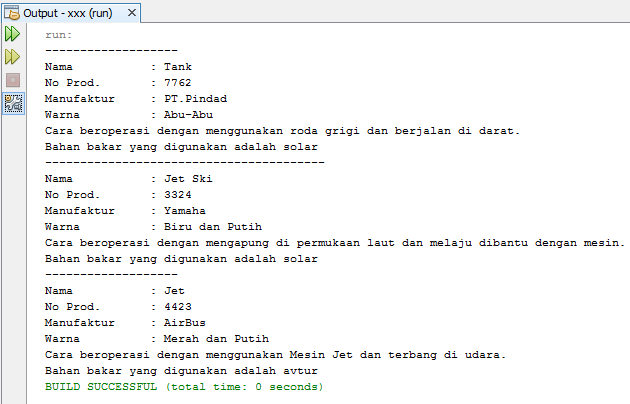 Output - xxx (run)
run:
-------------------
Nama           : Tank
No Prod.       : 7762
Manufaktur     : PT.Pindad
Warna          : Abu-Abu
Cara beroperasi dengan menggunakan roda grigi dan berjalan di darat.
Bahan bakar yang digunakan adalah solar
----------------------------------------
Nama           : Jet Ski
No Prod.       : 3324
Manufaktur     : Yamaha
Warna          : Biru dan Putih
Cara beroperasi dengan mengapung di permukaan laut dan melaju dibantu dengan mesin.
Bahan bakar yang digunakan adalah solar
-------------------
Nama           : Jet
No Prod.       : 4423
Manufaktur     : AirBus
Warna          : Merah dan Putih
Cara beroperasi dengan menggunakan Mesin Jet dan terbang di udara.
Bahan bakar yang digunakan adalah avtur
BUILD SUCCESSFUL (total time: 0 seconds)